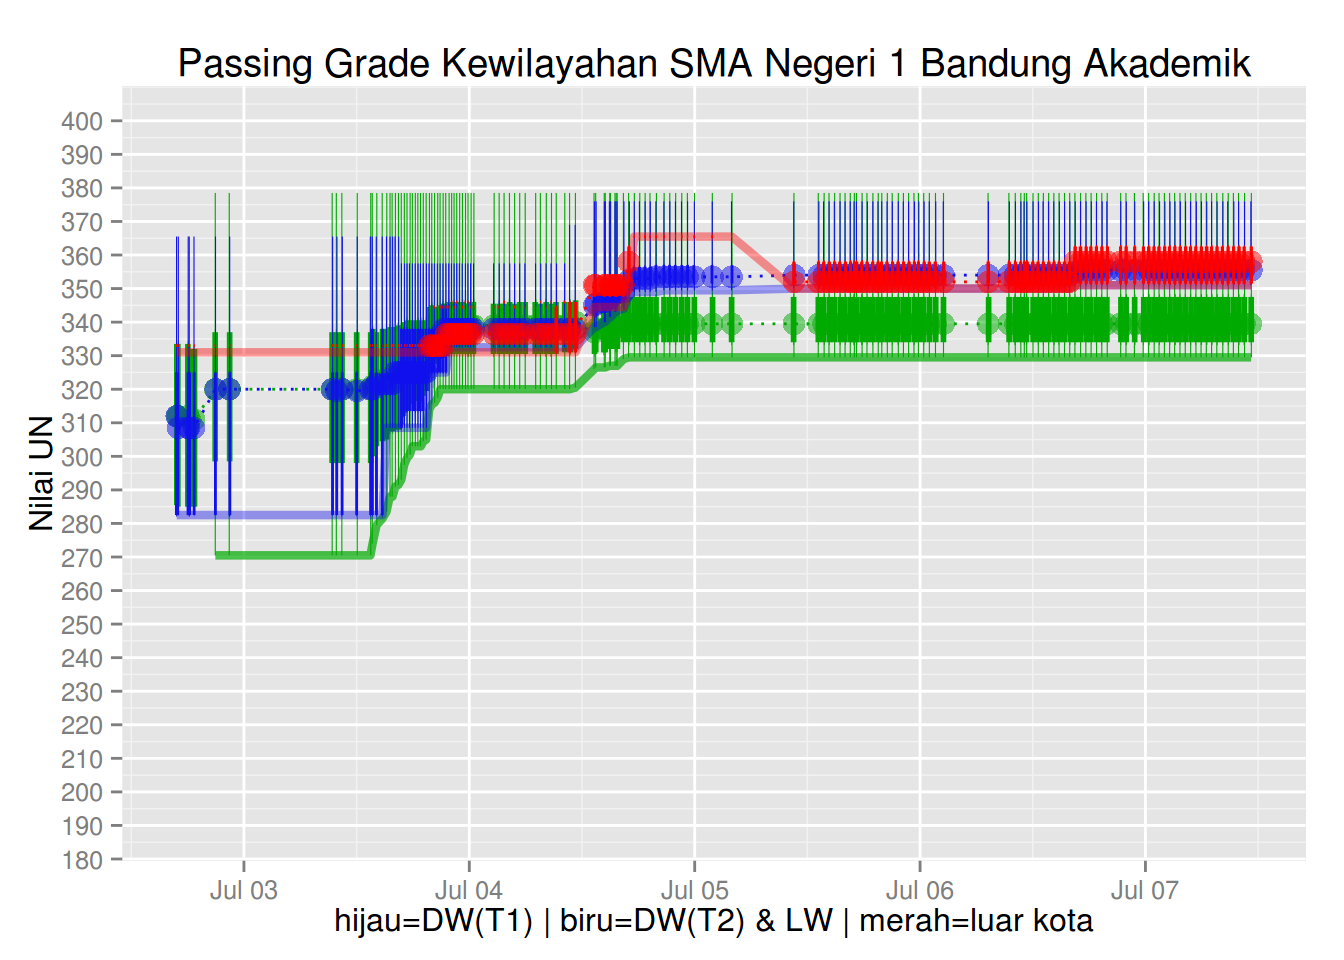 Passing Grade Kewilayahan SMA Negeri 1 Bandung Akademik
Nilai UN
400
390
380
370
360
350
340
330
320
310
300
290
280
270
260
250
240
230
220
210
200
190
180
Jul 03
Jul 04
Jul 05
Jul 06
Jul 07
hijau=DW(T1) | biru=DW(T2) & LW | merah=luar kota